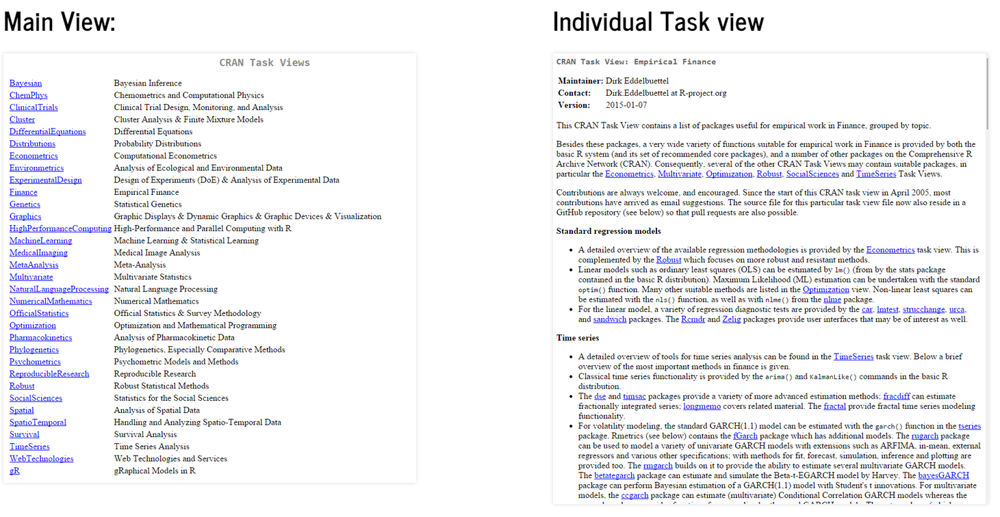 Main View:
CRAN Task Views
Bayesian Bayesian Inference
ChemPhys Chemometrics and Computational Physics
ClinicalTrials Clinical Trial Design, Monitoring, and Analysis
Cluster Cluster Analysis & Finite Mixture Models
DifferentialEquations Differential Equations
Distributions Probability Distributions
Econometrics Computational Econometrics
Environmetrics Analysis of Ecological and Environmental Data
ExperimentalDesign Design of Experiments (DoE) & Analysis of Experimental Data
Finance Empirical Finance
Genetics Statistical Genetics
Graphics Graphic Displays & Dynamic Graphics & Graphic Devices & Visualization
HighPerformanceComputing High-Performance and Parallel Computing with R
MachineLearning Machine Learning & Statistical Learning
MedicalImaging Medical Image Analysis
MetaAnalysis Meta-Analysis
Multivariate Multivariate Statistics
NaturalLanguageProcessing Natural Language Processing
NumericalMathematics Numerical Mathematics
OfficialStatistics Official Statistics & Survey Methodology
Optimization Optimization and Mathematical Programming
Pharmacokinetics Analysis of Pharmacokinetic Data
Phylogenetics Phylogenetics, Especially Comparative Methods
Psychometrics Psychometric Models and Methods
ReproducibleResearch Reproducible Research
Robust Robust Statistical Methods
SocialSciences Statistics for the Social Sciences
Spatial Analysis of Spatial Data
SpatioTemporal Handling and Analyzing Spatio-Temporal Data
Survival Survival Analysis
TimeSeries Time Series Analysis
WebTechnologies Web Technologies and Services
gR gRaphical Models in R
Individual Task view
CRAN Task View: Empirical Finance
Maintainer: Dirk Eddelbuettel
Contact: Dirk.Eddelbuettel at R-project.org
Version: 2015-01-07
This CRAN Task View contains a list of packages useful for empirical work in Finance, grouped by topic.
Besides these packages, a very wide variety of functions suitable for empirical work in Finance is provided by both the
basic R system (and its set of recommended core packages), and a number of other packages on the Comprehensive R
Archive Network (CRAN). Consequently, several of the other CRAN Task Views may contain suitable packages, in
particular the Econometrics, Multivariate, Optimization, Robust, SocialSciences and TimeSeries Task Views.
Contributions are always welcome, and encouraged. Since the start of this CRAN task view in April 2005, most
contributions have arrived as email suggestions. The source file for this particular task view file now also reside in a
GitHub repository (see below) so that pull requests are also possible.
Standard regression models
• A detailed overview of the available regression methodologies is provided by the Econometrics task view. This is
complemented by the Robust which focuses on more robust and resistant methods.
• Linear models such as ordinary least squares (OLS) can be estimated by lm() (from by the stats package
contained in the basic R distribution). Maximum Likelihood (ML) estimation can be undertaken with the standard
optim() function. Many other suitable methods are listed in the Optimization view. Non-linear least squares can
be estimated with the nls() function, as well as with nlme() from the nlme package.
• For the linear model, a variety of regression diagnostic tests are provided by the car, lmtest, strucchange, urca,
and sandwich packages. The Rcmdr and Zelig packages provide user interfaces that may be of interest as well.
Time series
• A detailed overview of tools for time series analysis can be found in the TimeSeries task view. Below a brief
overview of the most important methods in finance is given.
• Classical time series functionality is provided by the arima() and KalmanLike() commands in the basic R
distribution.
• The dse and timsac packages provide a variety of more advanced estimation methods; fracdiff can estimate
fractionally integrated series; longmemo covers related material. The fractal provide fractal time series modeling
functionality.
• For volatility modeling, the standard GARCH(1,1) model can be estimated with the garch() function in the tseries
package. Rmetrics (see below) contains the fGarch package which has additional models. The rugarch package
can be used to model a variety of univariate GARCH models with extensions such as ARFIMA, in-mean, external
regressors and various other specifications; with methods for fit, forecast, simulation, inference and plotting are
provided too. The rmgarch builds on it to provide the ability to estimate several multivariate GARCH models.
The betategarch package can estimate and simulate the Beta-t-EGARCH model by Harvey. The bayesGARCH
package can perform Bayesian estimation of a GARCH(1,1) model with Student's t innovations. For multivariate
models, the ccgarch package can estimate (multivariate) Conditional Correlation GARCH models whereas the